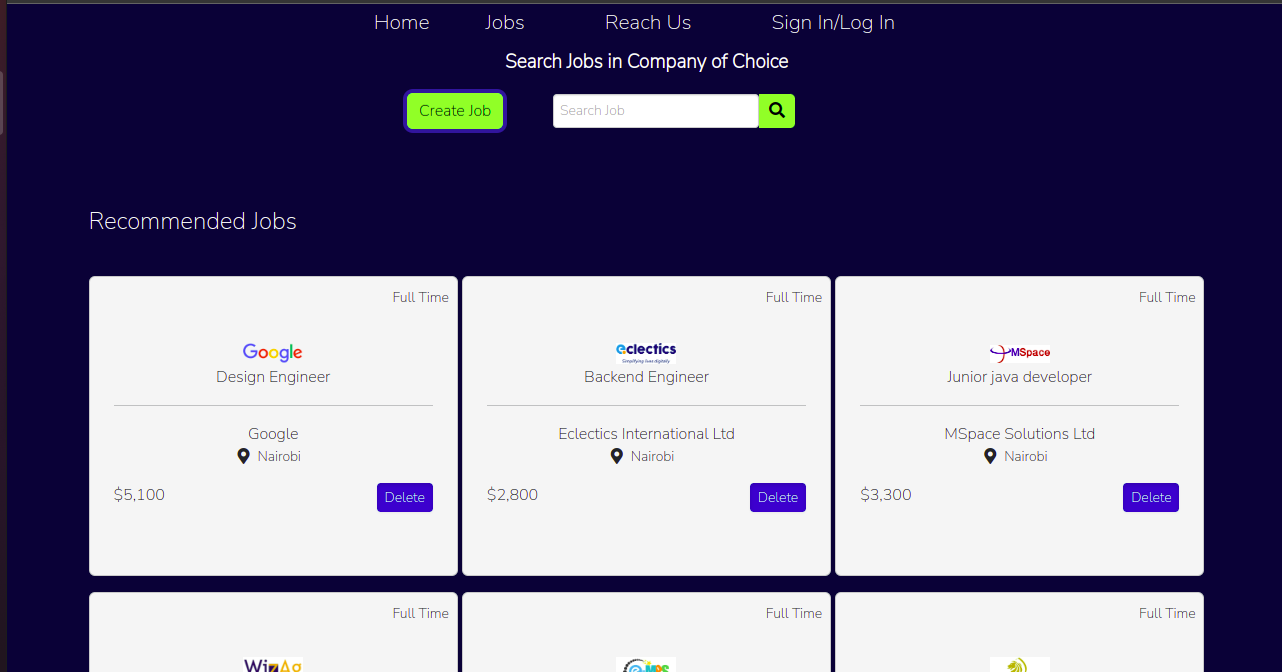 Home Jobs Reach Us Sign In/Log In
Search Jobs in Company of Choice
Create Job Search Job
Recommended Jobs
Full Time Full Time Full Time
Google eclectics MSpace
Simplifying lives digitally
Design Engineer Backend Engineer Junior java developer
Google Eclectics International Ltd MSpace Solutions Ltd
Nairobi Nairobi Nairobi
$5,100 Delete $2,800 Delete $3,300 Delete
Full Time Full Time Full Time
WizAg